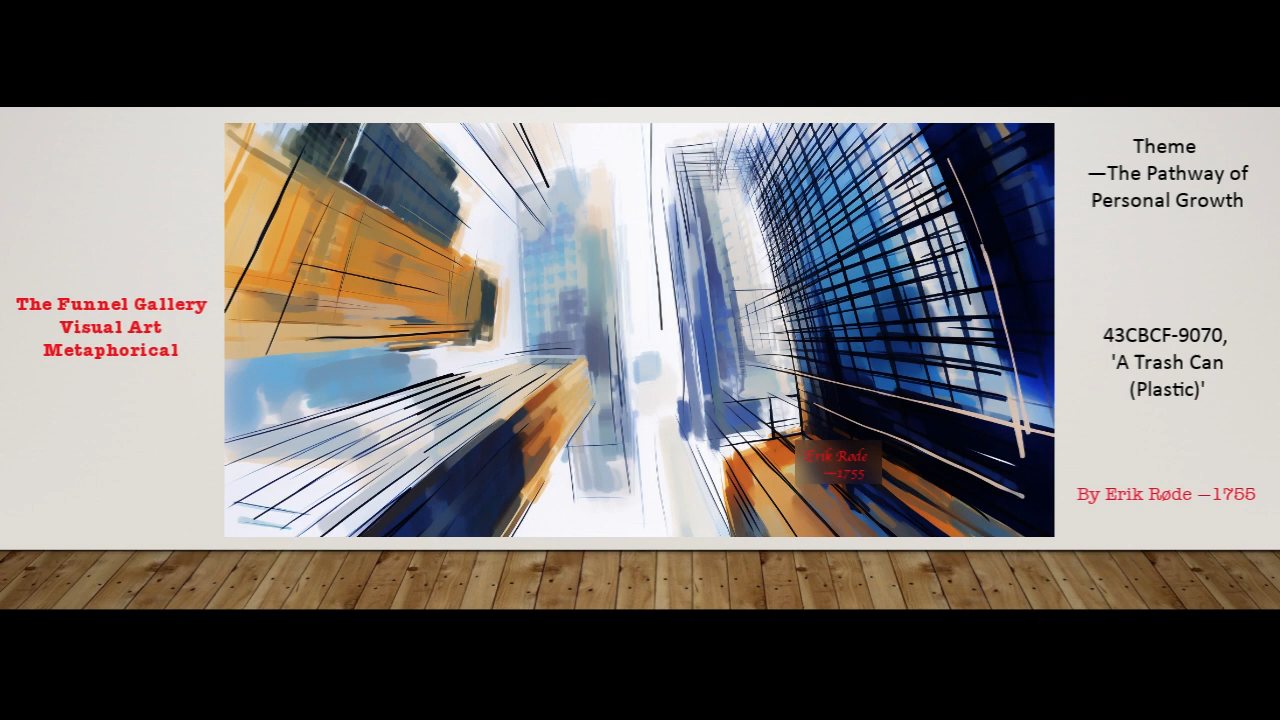 The Funnel Gallery
Visual Art
Metaphorical
Erik Røde
—1755
Theme
—The Pathway of
Personal Growth
43CBCF-9070,
'A Trash Can
(Plastic)'
By Erik Røde —1755